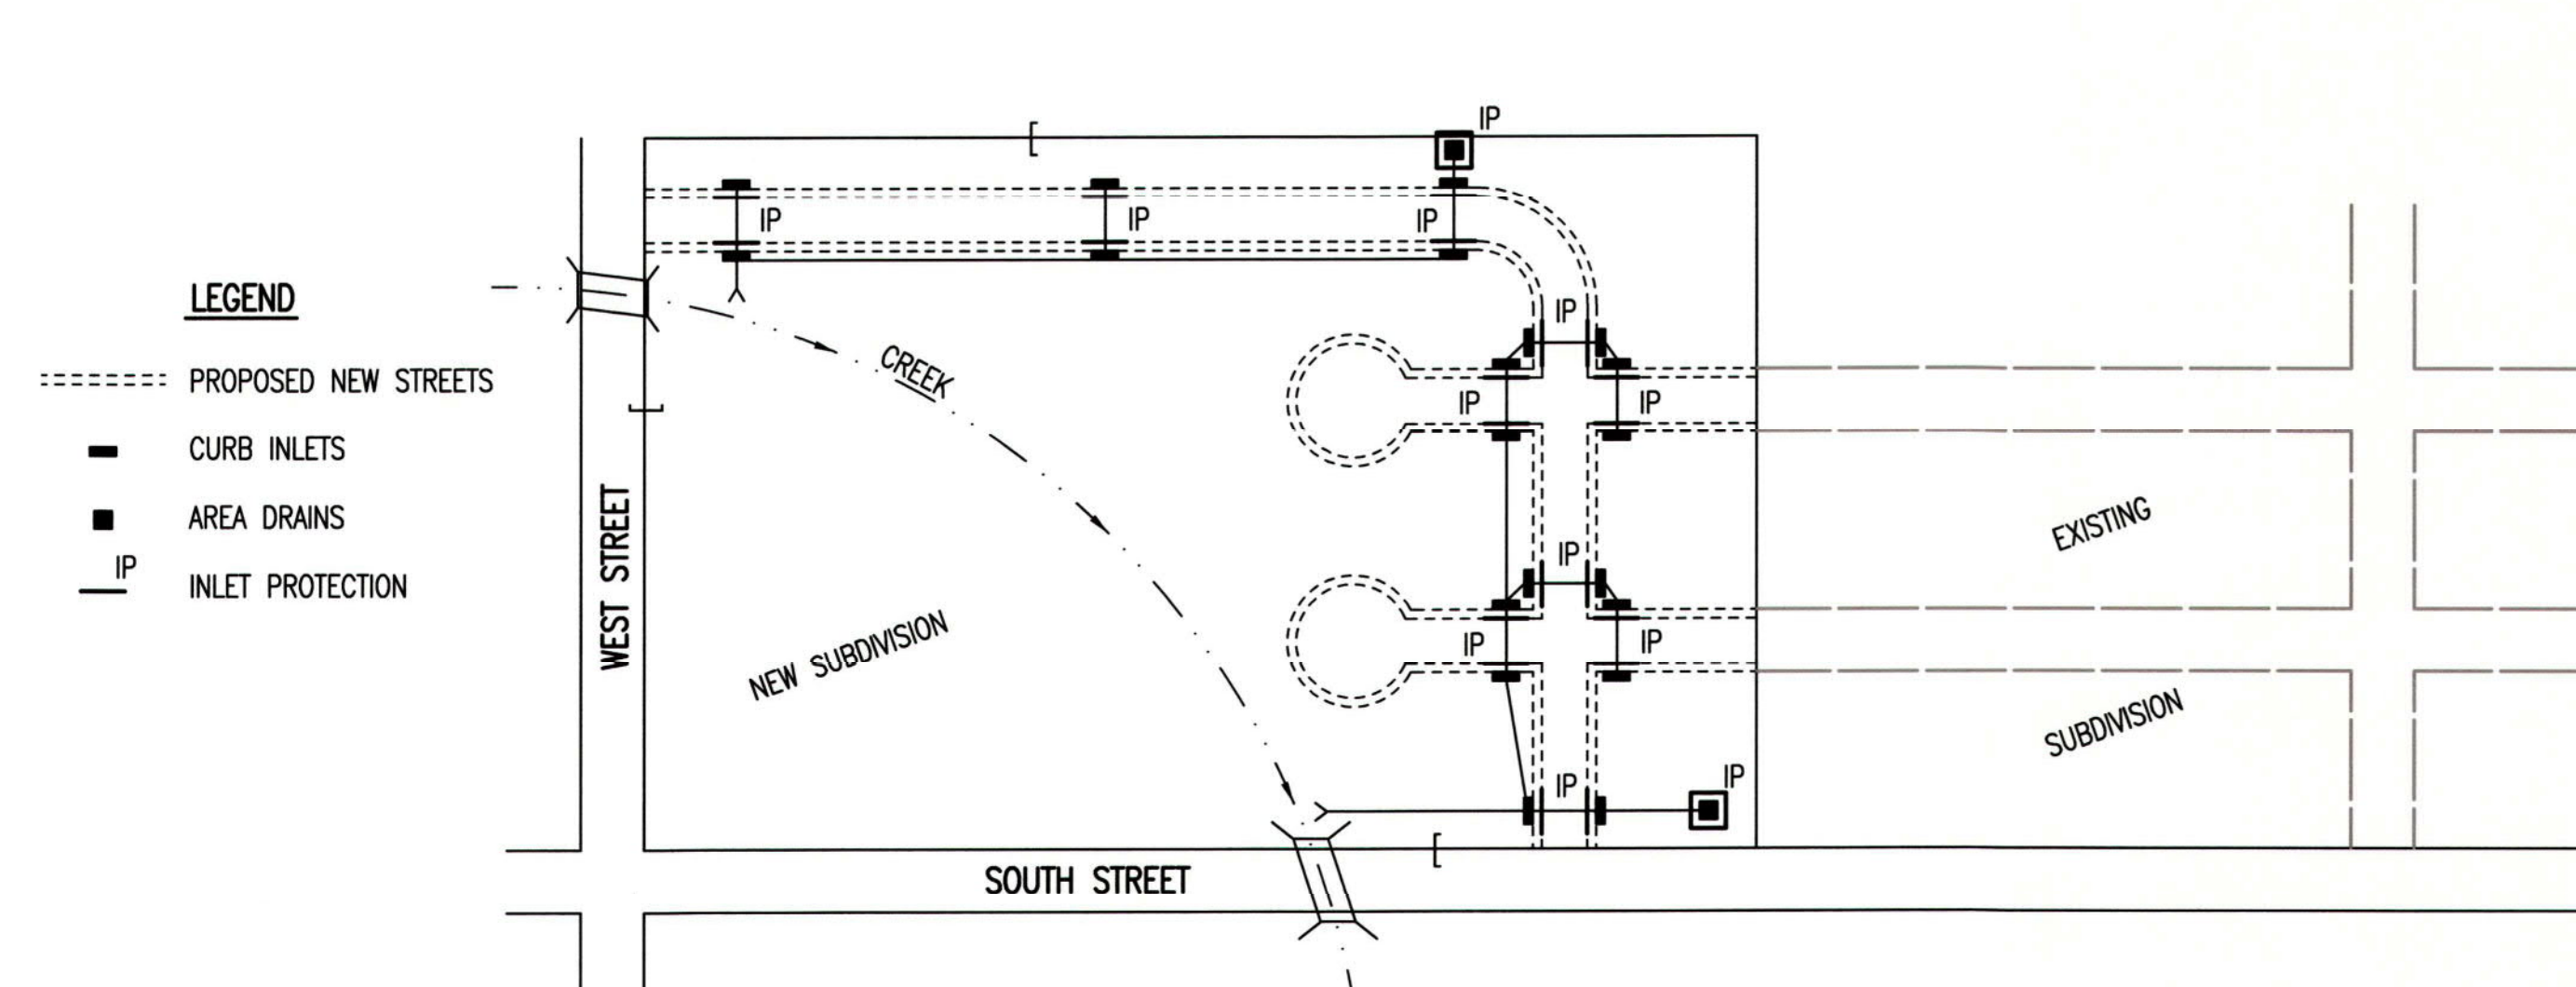 IP
IP
IP
IP
LEGEND
PROPOSED NEW STREETS
CURB INLETS
AREA DRAINS
IP
INLET PROTECTION
IP
CREEK
IP
IP
WEST STREET
EXISTING
IP
NEW SUBDIVISION
IP
IP
SUBDIVISION
IP
IP
SOUTH STREET